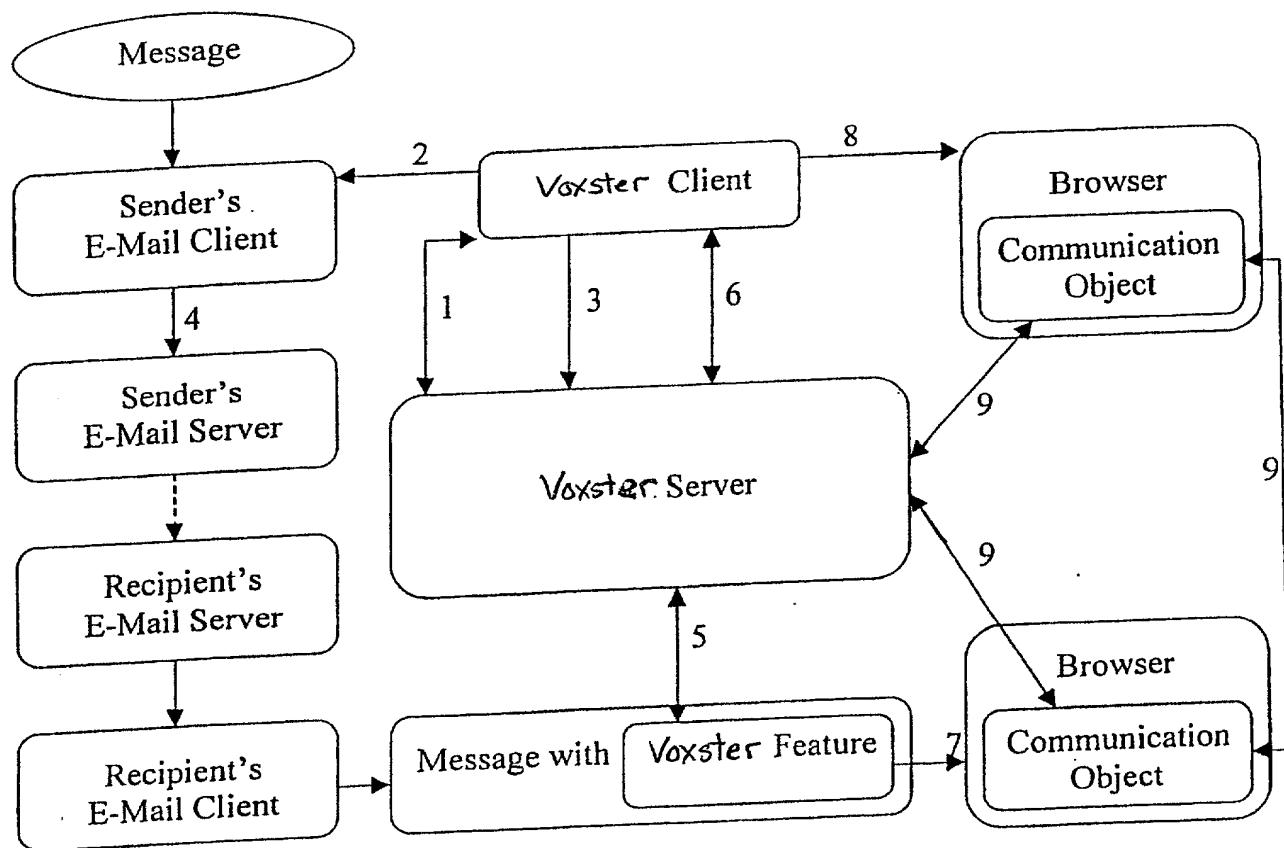 Message
2
8
Voxster Client
Browser
Communication
Object
Sender's
E-Mail Client
1
3
6
4
Sender's
E-Mail Server
9
Voxster Server
9
9
Recipient's
E-Mail Server
5
Browser
Recipient's
E-Mail Client
Message with
Voxster Feature
7
Communication
Object